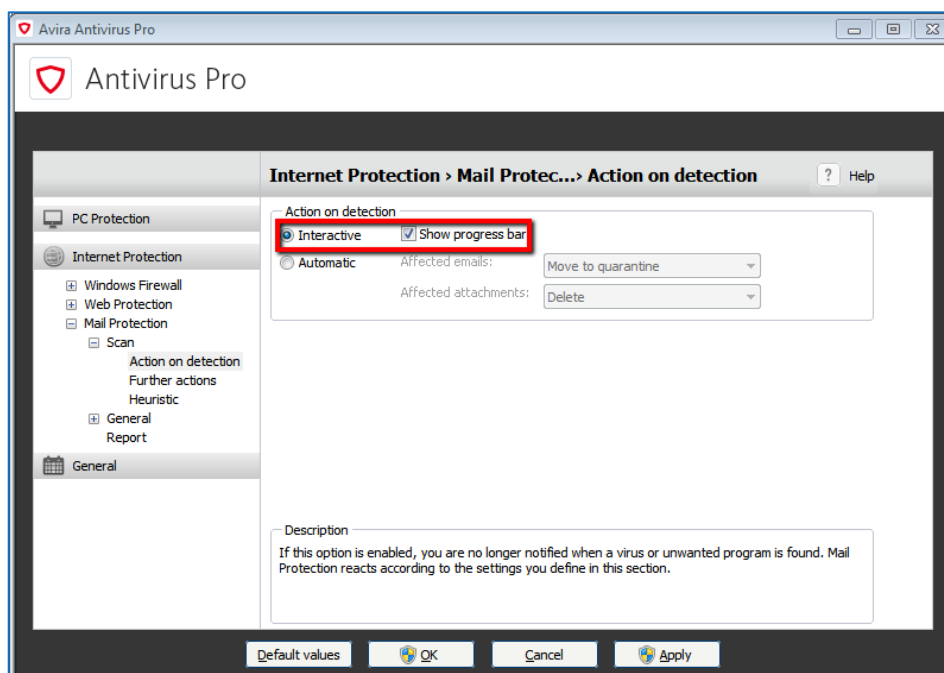 Avira Antivirus Pro
Antivirus Pro
Internet Protection › Mail Protec...› Action on detection
? Help
PC Protection
Internet Protection
Windows Firewall
Web Protection
Mail Protection
Scan
Action on detection
Further actions
Heuristic
General
Report
General
Action on detection
Interactive Show progress bar
Automatic Affected emails: Move to quarantine
Affected attachments: Delete
Description
If this option is enabled, you are no longer notified when a virus or unwanted program is found. Mail
Protection reacts according to the settings you define in this section.
Default values OK Cancel Apply